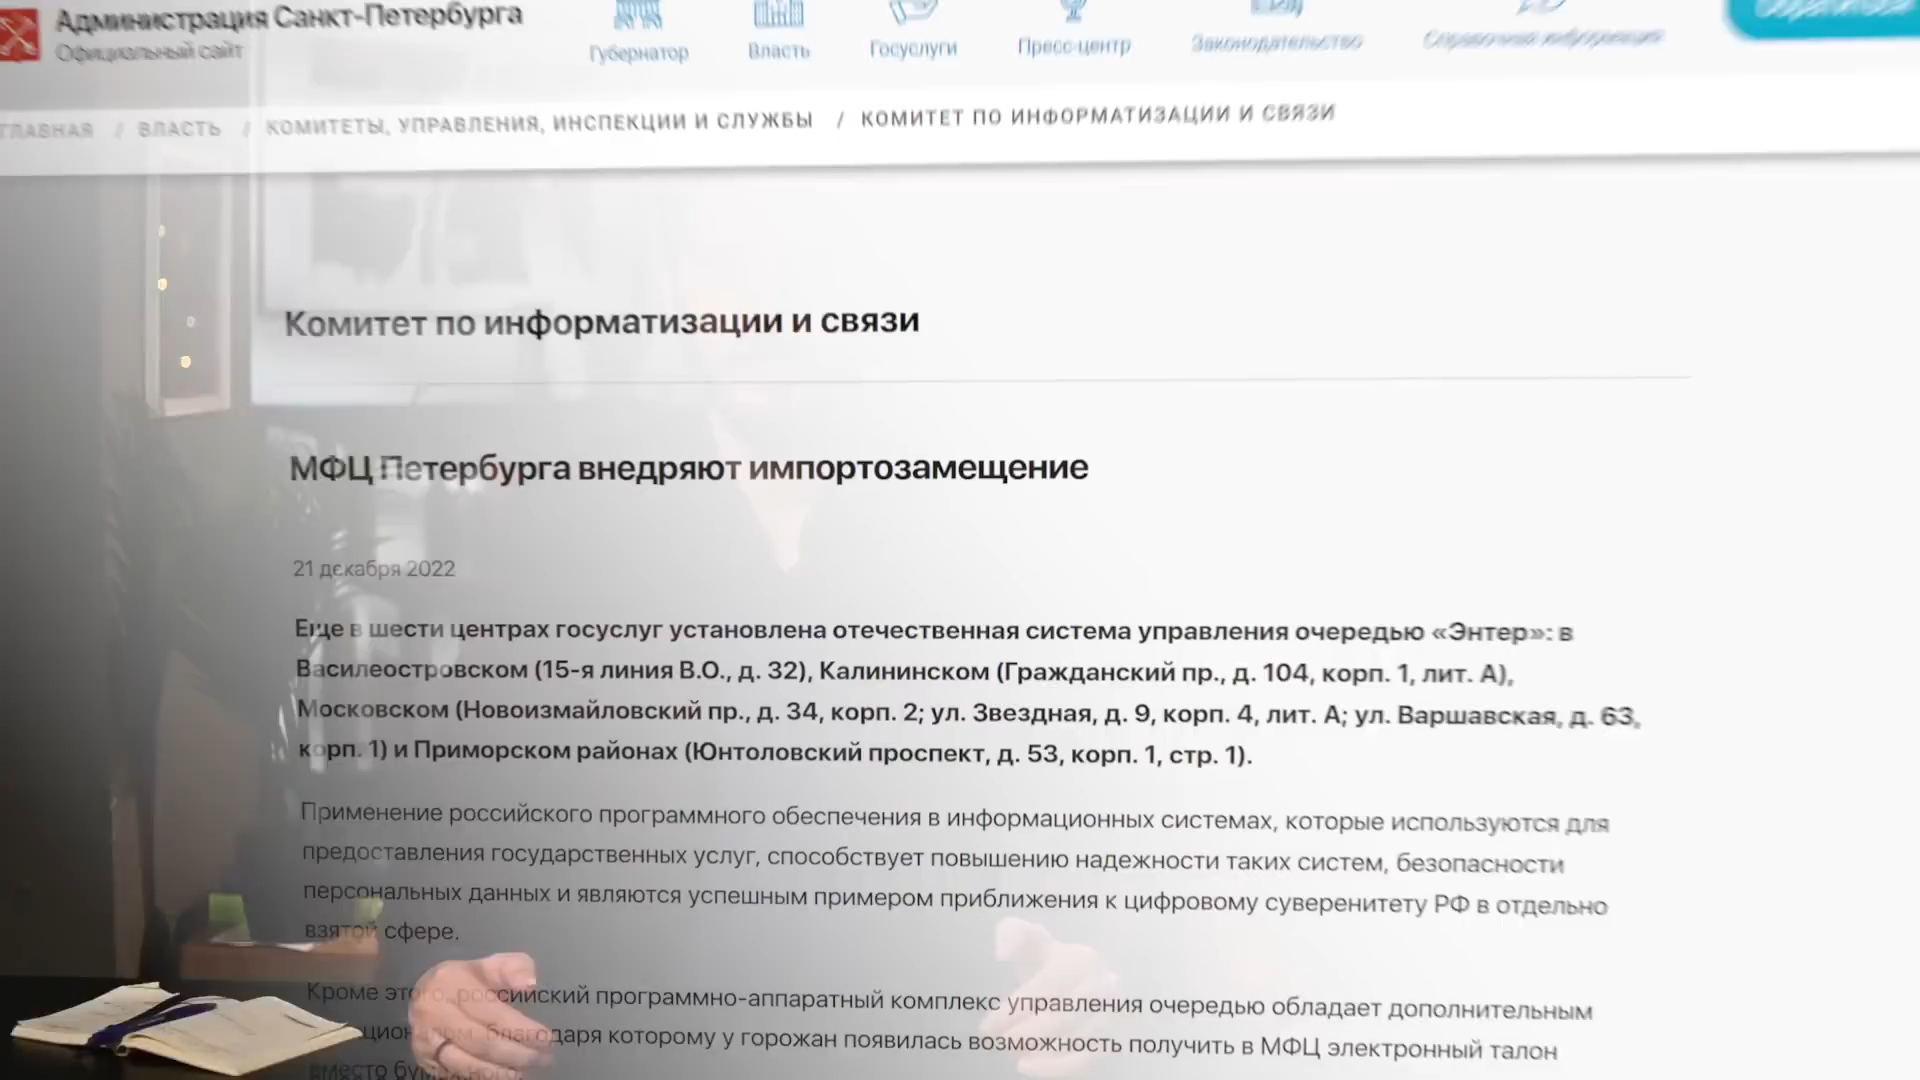 Администрация Санкт-Петербурга
Официальный сайт
Губернатор
Власть
Госуслуги
Пресс-центр
Законодательство
Справочная информация
ГЛАВНАЯ / ВЛАСТЬ / КОМИТЕТЫ, УПРАВЛЕНИЯ, ИНСПЕКЦИИ И СЛУЖБЫ / КОМИТЕТ ПО ИНФОРМАТИЗАЦИИ И СВЯЗИ
Комитет по информатизации и связи
МФЦ Петербурга внедряют импортозамещение
21 декабря 2022
Еще в шести центрах госуслуг установлена отечественная система управления очередью «Энтер»: в
Василеостровском (15-я линия В.О., д. 32), Калининском (Гражданский пр., д. 104, корп. 1, лит. А),
Московском (Новоизмайловский пр., д. 34, корп. 2; ул. Звездная, д. 9, корп. 4, лит. А; ул. Варшавская, д. 63,
корп. 1) и Приморском районах (Юнтоловский проспект, д. 53, корп. 1, стр. 1).
Применение российского программного обеспечения в информационных системах, которые используются для
предоставления государственных услуг, способствует повышению надежности таких систем, безопасности
персональных данных и являются успешным примером приближения к цифровому суверенитету РФ в отдельно
взятой сфере.
Кроме этого, российский программно-аппаратный комплекс управления очередью обладает дополнительным
благодаря которому у горожан появилась возможность получить в МФЦ электронный талон
вместо бумажного.